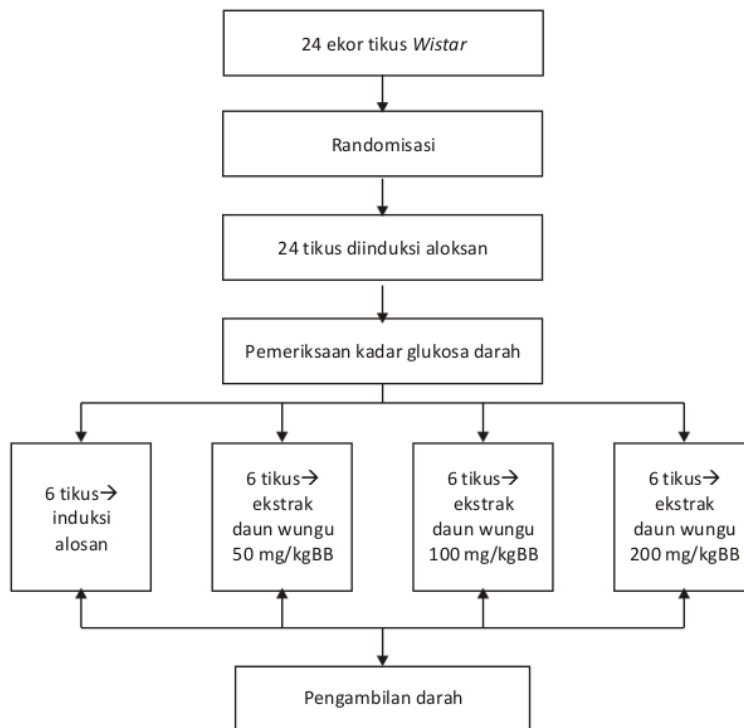 24 ekor tikus Wistar
Randomisasi
24 tikus diinduksi aloksan
Pemeriksaan kadar glukosa darah
6 tikus→
induksi
alosan
6 tikus→
ekstrak
daun wungu
50 mg/kgBB
6 tikus→
ekstrak
daun wungu
100 mg/kgBB
6 tikus→
ekstrak
daun wungu
200 mg/kgBB
Pengambilan darah